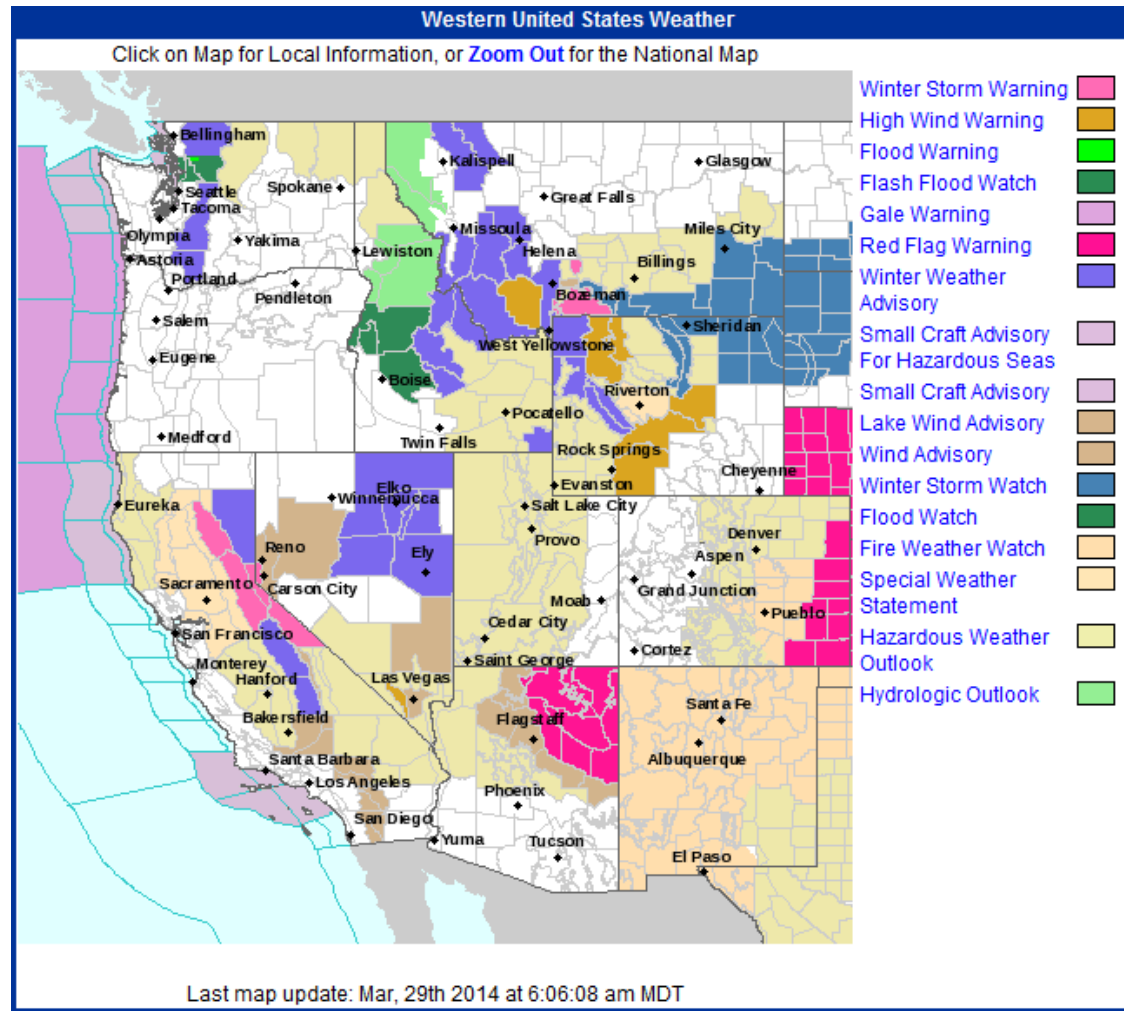 Western United States Weather
Click on Map for Local Information, or Zoom Out for the National Map
Bellingham
Seattle
Tacoma
Olympia
Astoria
Yakima
Spokane
Portland
Pendleton
Salem
Eugene
Medford
Kalispell
Glasgow
Great Falls
Missoula
Helena
Miles City
Lewiston
Billings
Bozeman
West Yellowstone
Sheridan
Boise
Riverton
Pocatello
Twin Falls
Rock Springs
Evanston
Cheyenne
Eureka
Winnemucca
Elko
Salt Lake City
Provo
Ely
Reno
Carson City
Sacramento
Denver
Aspen
Grand Junction
Moab
Pueblo
San Francisco
Cedar City
Cortez
Saint George
Monterey
Hanford
Las Vegas
Bakersfield
Flagstaff
Santa Fe
Albuquerque
Santa Barbara
Los Angeles
Phoenix
San Diego
Yuma
Tucson
El Paso
Winter Storm Warning
High Wind Warning
Flood Warning
Flash Flood Watch
Gale Warning
Red Flag Warning
Winter Weather
Advisory
Small Craft Advisory
For Hazardous Seas
Small Craft Advisory
Lake Wind Advisory
Wind Advisory
Winter Storm Watch
Flood Watch
Fire Weather Watch
Special Weather
Statement
Hazardous Weather
Outlook
Hydrologic Outlook
Last map update: Mar, 29th 2014 at 6:06:08 am MDT